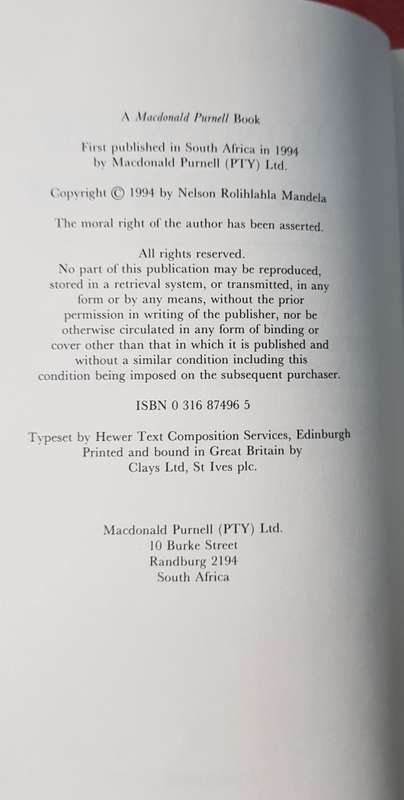 A Macdonald Purnell Book
First published in South Africa in 1994
by Macdonald Purnell (PTY) Ltd.
Copyright © 1994 by Nelson Rolihlahla Mandela
The moral right of the author has been asserted.
All rights reserved.
No part of this publication may be reproduced,
stored in a retrieval system, or transmitted, in any
form or by any means, without the prior
permission in writing of the publisher, nor be
otherwise circulated in any form of binding or
cover other than that in which it is published and
without a similar condition including this
condition being imposed on the subsequent purchaser.
ISBN 0 316 87496 5
Typeset by Hewer Text Composition Services, Edinburgh
Printed and bound in Great Britain by
Clays Ltd, St Ives plc.
Macdonald Purnell (PTY) Ltd.
10 Burke Street
Randburg 2194
South Africa